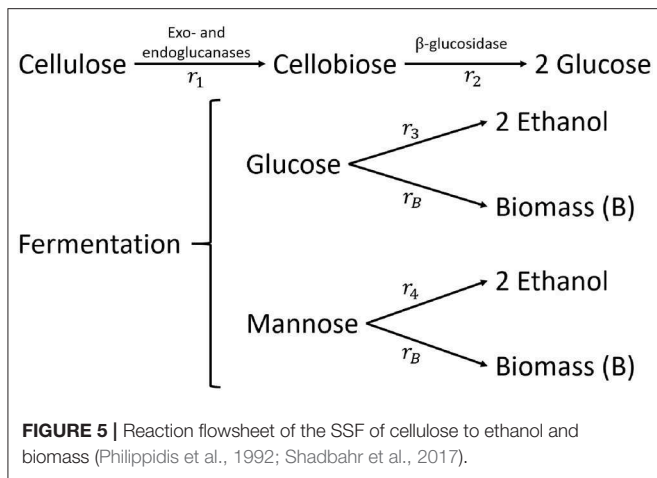 Exo- and
endoglucanases
β-glucosidase
Cellulose Cellobiose 2 Glucose
r₁ r₂
r₃ 2 Ethanol
Glucose
r_B Biomass (B)
Fermentation
r₄ 2 Ethanol
Mannose
r_B Biomass (B)
FIGURE 5 | Reaction flowsheet of the SSF of cellulose to ethanol and
biomass (Philippidis et al., 1992; Shadbahr et al., 2017).